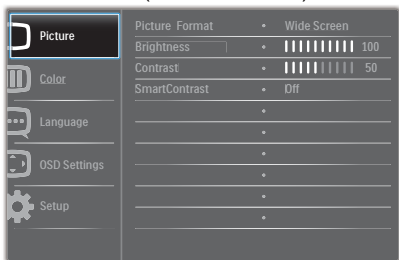 Picture
Picture Format • Wide Screen
Brightness • 100
Contrast • 50
SmartContrast • Off
Color
•
Language
•
•
OSD Settings
•
•
Setup
•